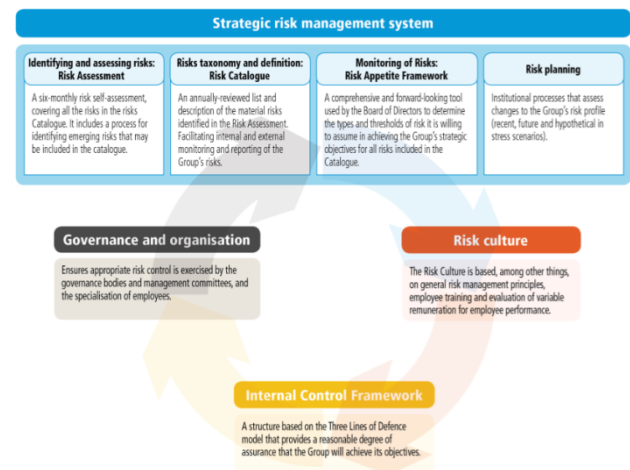 Strategic risk management system
Identifying and assessing risks:
Risk Assessment
A six-monthly risk self-assessment,
covering all the risks in the risks
Catalogue. It includes a process for
identifying emerging risks that may
be included in the catalogue.
Risks taxonomy and definition:
Risk Catalogue
An annually-reviewed list and
description of the material risks
identified in the Risk Assessment.
Facilitating internal and external
monitoring and reporting of the
Group's risks.
Monitoring of Risks:
Risk Appetite Framework
A comprehensive and forward-looking tool
used by the Board of Directors to determine
the types and thresholds of risk it is willing
to assume in achieving the Group's strategic
objectives for all risks included in the
Catalogue.
Risk planning
Institutional processes that assess
changes to the Group's risk profile
(recent, future and hypothetical in
stress scenarios).
Governance and organisation
Ensures appropriate risk control is exercised by the
governance bodies and management committees, and
the specialisation of employees.
Risk culture
The Risk Culture is based, among other things,
on general risk management principles,
employee training and evaluation of variable
remuneration for employee performance.
Internal Control Framework
A structure based on the Three Lines of Defence
model that provides a reasonable degree of
assurance that the Group will achieve its objectives.